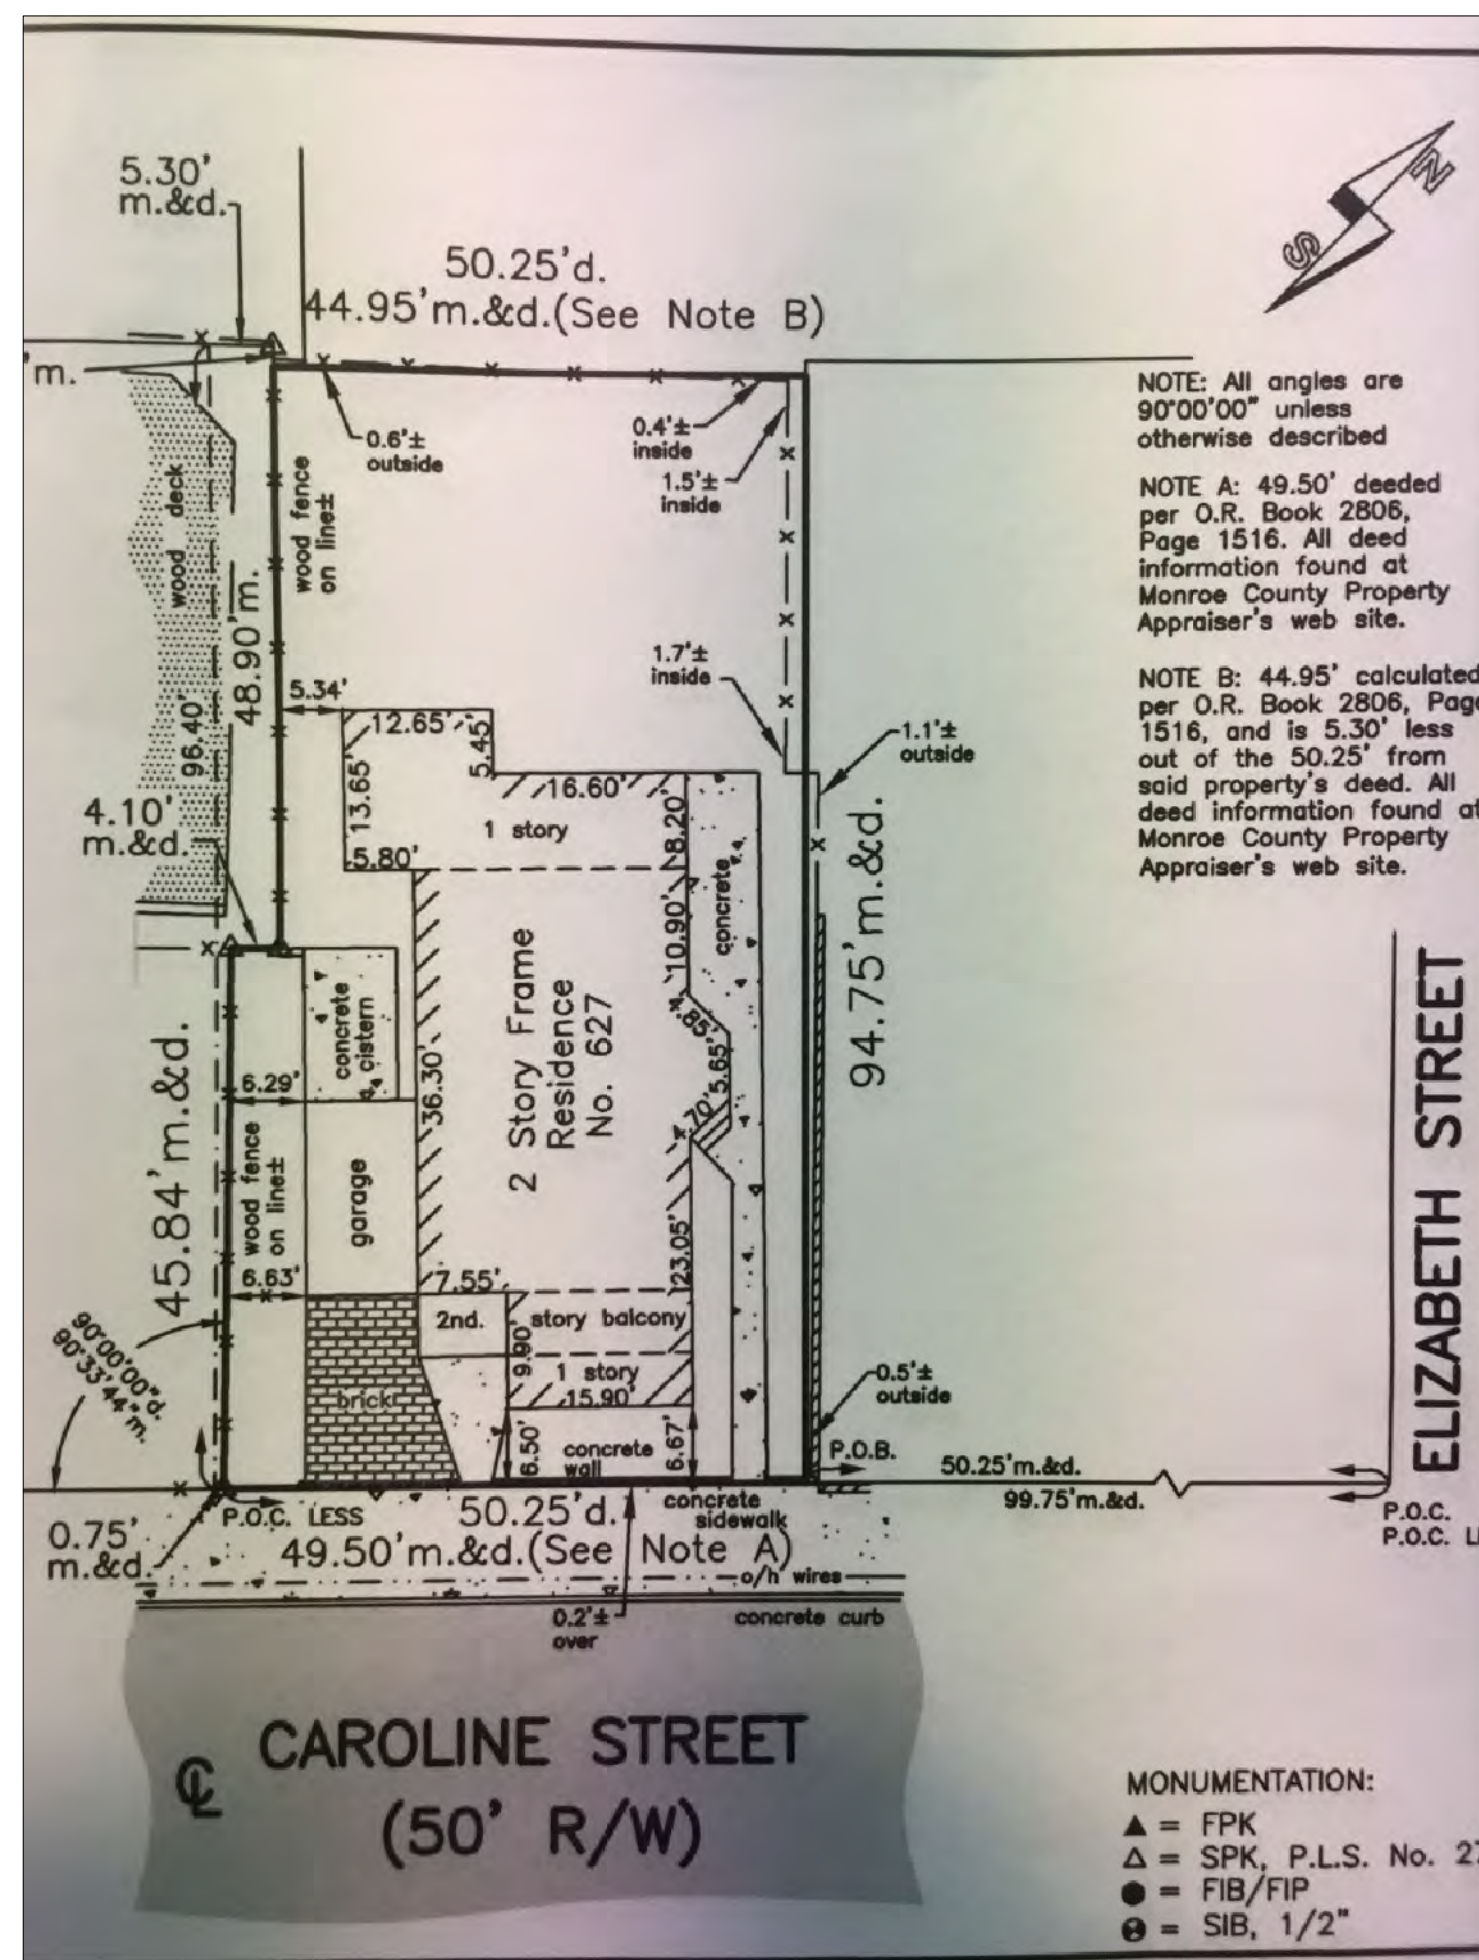 5.30'
m.&d.
50.25'd.
44.95'm.&d.(See Note B)
N
S
'm.
0.6'±
outside
0.4'±
inside
1.5'±
inside
wood deck
wood fence
on line±
48.90'm.
96.40'
NOTE: All angles are
90°00'00" unless
otherwise described
NOTE A: 49.50' deeded
per O.R. Book 2806,
Page 1516. All deed
information found at
Monroe County Property
Appraiser's web site.
NOTE B: 44.95' calculated
per O.R. Book 2806, Page
1516, and is 5.30' less
out of the 50.25' from
said property's deed. All
deed information found at
Monroe County Property
Appraiser's web site.
1.7'±
inside
1.1'±
outside
5.34'
12.65'
5.45'
13.65'
16.60'
1 story
8.20'
5.80'
4.10'
m.&d.
concrete
10.90'
94.75'm.&d.
2 Story Frame
Residence
No. 627
concrete
cistern
36.30'
4.85'
5.65'
6.29'
wood fence
on line±
garage
45.84'm.&d.
6.63'
23.05'
7.55'
2nd. story balcony
9.90'
1 story
15.90'
brick
6.50'
concrete
wall
6.67'
0.5'±
outside
90°00'00"d.
90°33'44"m.
P.O.B.
50.25'm.&d.
99.75'm.&d.
ELIZABETH STREET
P.O.C.
P.O.C. L
P.O.C. LESS
50.25'd.
49.50'm.&d.(See Note A)
concrete
sidewalk
0.75'
m.&d.
o/h wires
0.2'±
over
concrete curb
CL
CAROLINE STREET
(50' R/W)
MONUMENTATION:
▲ = FPK
△ = SPK, P.L.S. No. 27
● = FIB/FIP
= SIB, 1/2"